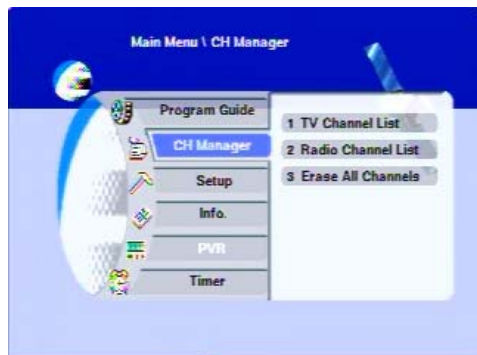 Main Menu \ CH Manager
Program Guide
CH Manager
Setup
Info.
PVR
Timer
1 TV Channel List
2 Radio Channel List
3 Erase All Channels